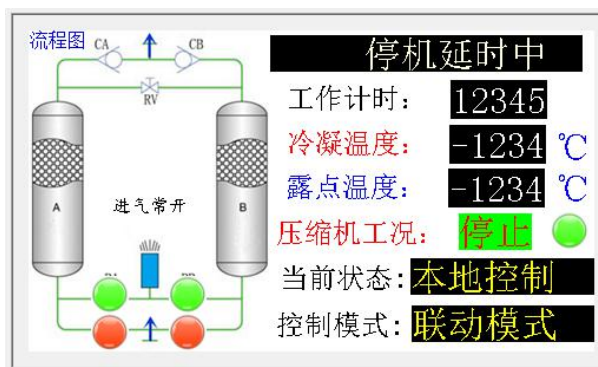 流程图
CA
CB
RV
A
B
进气常开
停机延时中
工作计时: 12345
冷凝温度: -1234 ℃
露点温度: -1234 ℃
压缩机工况: 停止
当前状态:本地控制
控制模式:联动模式